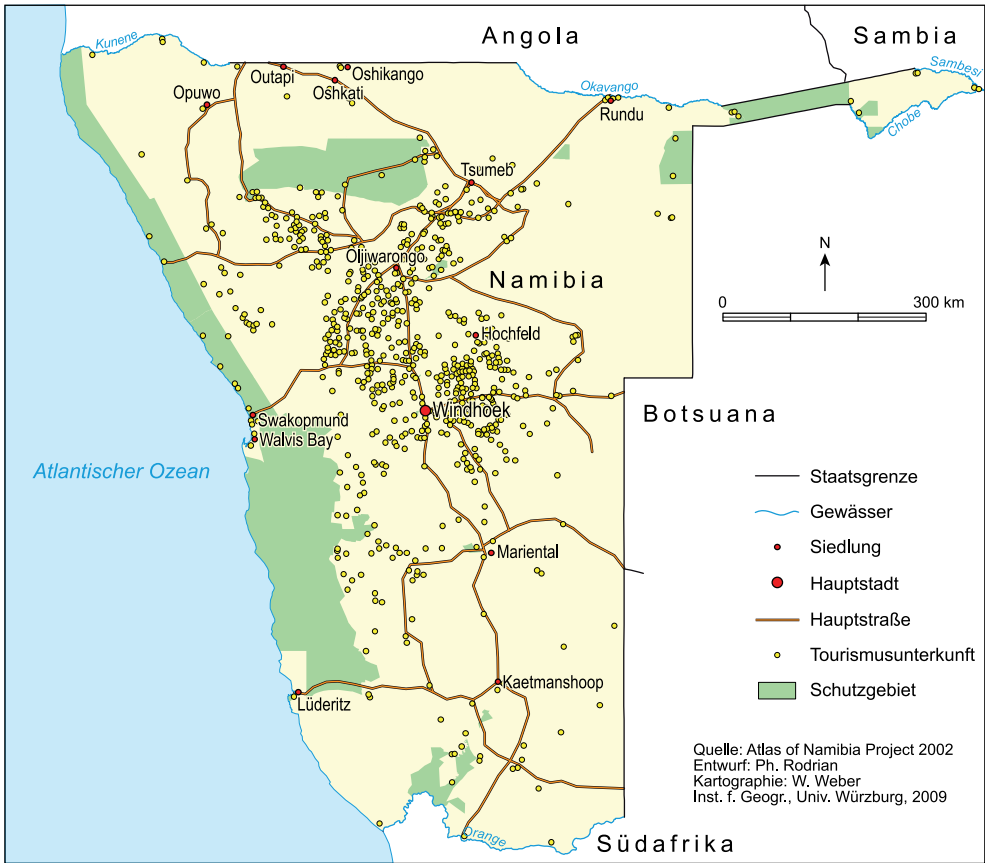 Angola
Sambia
Kunene
Sambesi
Outapi
Oshikango
Oshkati
Okavango
Opuwo
Rundu
Chobe
Tsumeb
N
Otjiwarongo
Namibia
0
300 km
Hochfeld
Windhoek
Botsuana
Swakopmund
Walvis Bay
Atlantischer Ozean
Staatsgrenze
Gewässer
Siedlung
Hauptstadt
Hauptstraße
Tourismusunterkunft
Schutzgebiet
Mariental
Kaetmanshoop
Lüderitz
Quelle: Atlas of Namibia Project 2002
Entwurf: Ph. Rodrian
Kartographie: W. Weber
Inst. f. Geogr., Univ. Würzburg, 2009
Orange
Südafrika